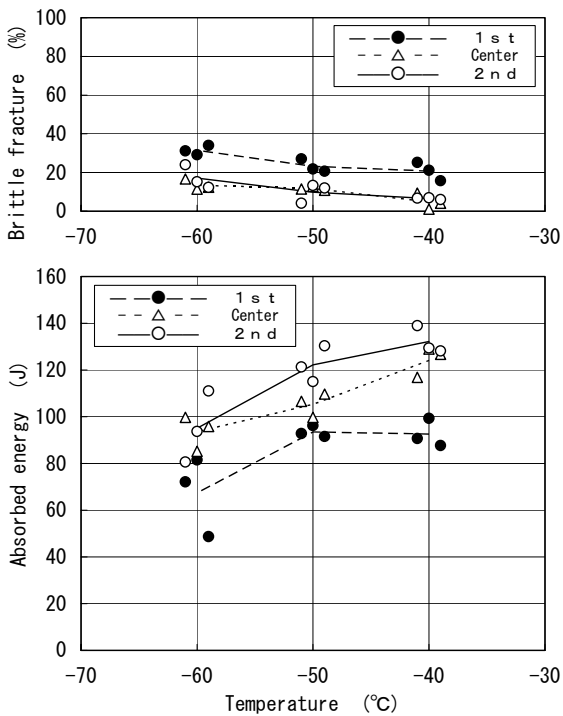 Brittle fracture (%)
100
80
60
40
20
0
1st
Center
2nd
-70
-60
-50
-40
-30
Absorbed energy (J)
160
140
120
100
80
60
40
20
0
1st
Center
2nd
-70
-60
-50
-40
-30
Temperature (℃)